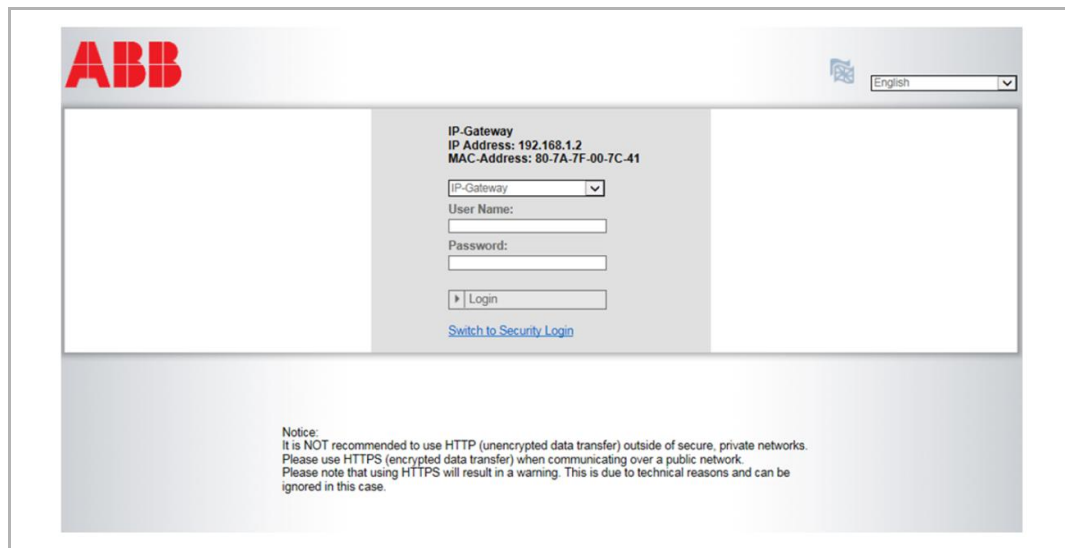 ABB
English
IP-Gateway
IP Address: 192.168.1.2
MAC-Address: 80-7A-7F-00-7C-41
IP-Gateway
User Name:
Password:
Login
Switch to Security Login
Notice:
It is NOT recommended to use HTTP (unencrypted data transfer) outside of secure, private networks.
Please use HTTPS (encrypted data transfer) when communicating over a public network.
Please note that using HTTPS will result in a warning. This is due to technical reasons and can be
ignored in this case.